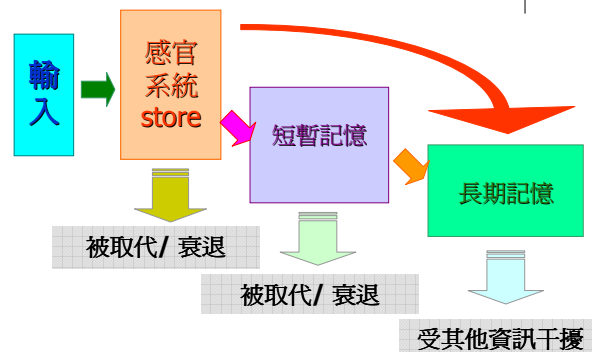 輸
入
感官
系統
store
短暫記憶
長期記憶
被取代/ 衰退
被取代/ 衰退
受其他資訊干擾